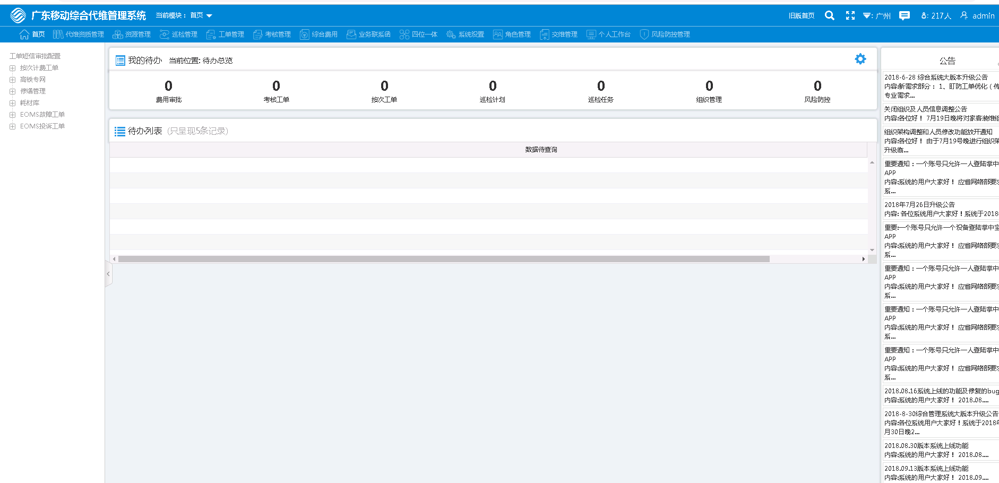 广东移动综合代维管理系统
当前模块： 首页
旧版首页
: 广州
: 217人
admin
首页
代维资质管理
资源管理
巡检管理
工单管理
考核管理
综合费用
业务联系函
四位一体
系统设置
角色管理
交维管理
个人工作台
风险防控管理
工单短信审批配置
按次计费工单
高铁专网
修缮管理
耗材库
EOMS故障工单
EOMS投诉工单
我的待办 当前位置: 待办总览
0
费用审批
0
考核工单
0
按次工单
0
巡检计划
0
巡检任务
0
组织管理
0
风险防控
待办列表 (只呈现5条记录)
数据待查询
公告
2018-6-28 综合系统大版本升级公告
内容:新需求部分： 1、盯防工单优化（传
专业需求...
关闭组织及人员信息调整公告
内容:各位好！ 7月19日晚将对家客装维组
组织架构调整和人员修改功能放开通知
内容:各位好！ 由于7月19号晚进行组织架
升级临...
重要通知：一个账号只允许一人登陆掌中
APP
内容:系统的用户大家好！ 应省网络部要求
系...
2018年7月26日升级公告
内容: 各位系统用户大家好！系统于2018
重要:一个账号只允许一个设备登陆掌中宝
APP
内容:系统的用户大家好！ 应省网络部要求
系...
重要通知：一个账号只允许一人登陆掌中
APP
内容:系统的用户大家好！ 应省网络部要求
系...
重要通知：一个账号只允许一人登陆掌中
APP
内容:系统的用户大家好！ 应省网络部要求
系...
重要通知：一个账号只允许一人登陆掌中
APP
内容:系统的用户大家好！ 应省网络部要求
系...
2018.08.16系统上线的功能及修复的bug
内容:系统的用户大家好！ 2018.08....
2018-8-30综合管理系统大版本升级公告
内容:各位系统用户大家好！系统于2018年
月30日晚2...
2018.08.30版本系统上线功能
内容:系统的用户大家好！ 2018.08....
2018.09.13版本系统上线功能
内容:系统的用户大家好！ 2018.09....